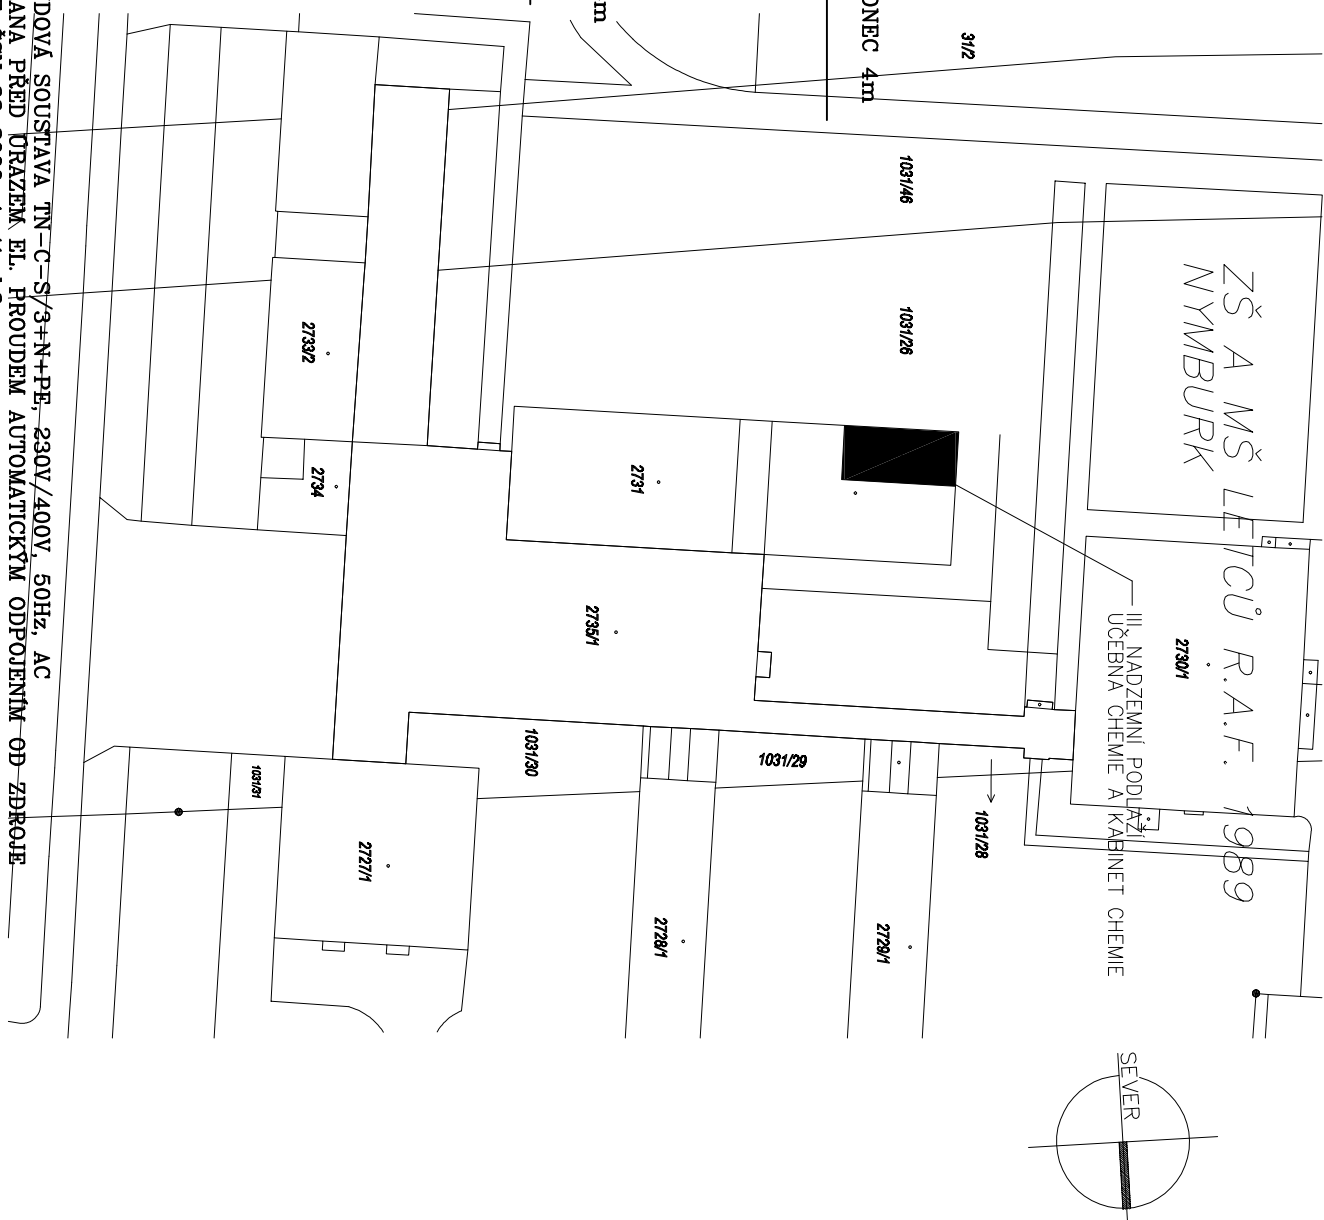 ZŠ A MŠ LETCŮ R.A.F. 1989
NYMBURK
III. NADZEMNÍ PODLAŽÍ
UČEBNA CHEMIE A KABINET CHEMIE
2730/1
31/2
1031/46
1031/26
4m
m
1031/28
2729/1
1031/29
2728/1
2731
2735/1
1031/30
2727/1
2733/2
2734
1031/31
SEVER
SOUSTAVA TN-C-S/3+N+PE, 230V/400V, 50Hz, AC
PŘED ÚRAZEM EL. PROUDEM AUTOMATICKÝM ODPOJENÍM OD ZDROJE